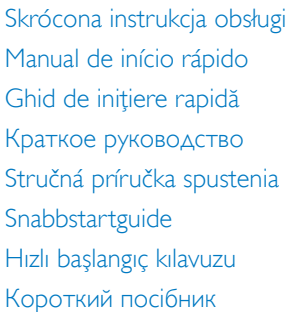 Skrócona instrukcja obsługi
Manual de início rápido
Ghid de iniţiere rapidă
Краткое руководство
Stručná príručka spustenia
Snabbstartguide
Hızlı başlangıç kılavuzu
Короткий посібник